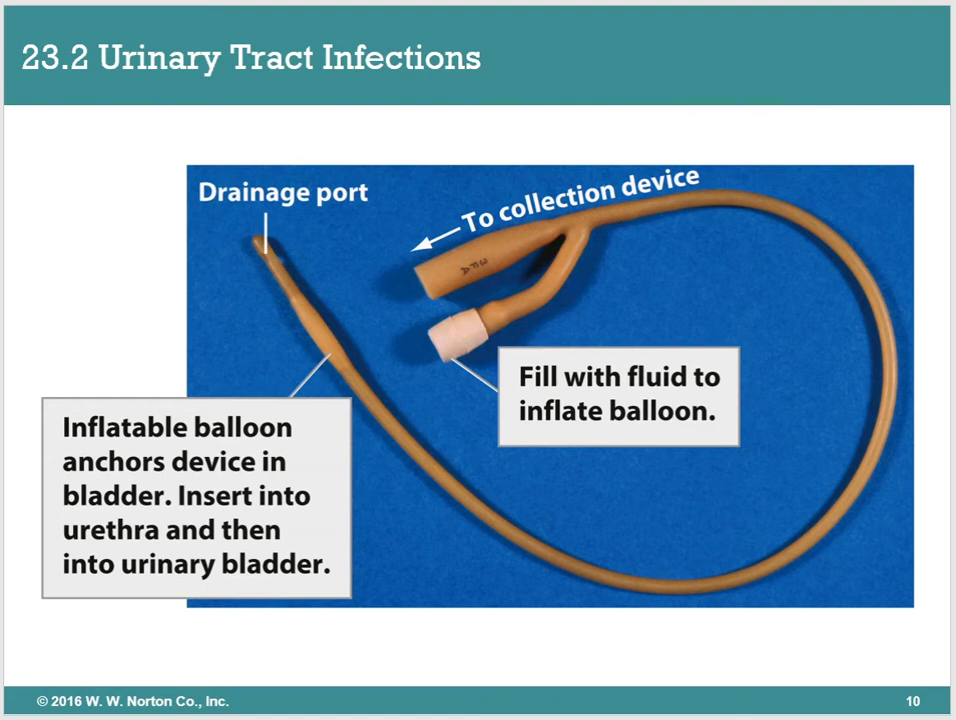 23.2 Urinary Tract Infections
Drainage port
To collection device
Fill with fluid to
inflate balloon.
Inflatable balloon
anchors device in
bladder. Insert into
urethra and then
into urinary bladder.
© 2016 W. W. Norton Co., Inc.
10